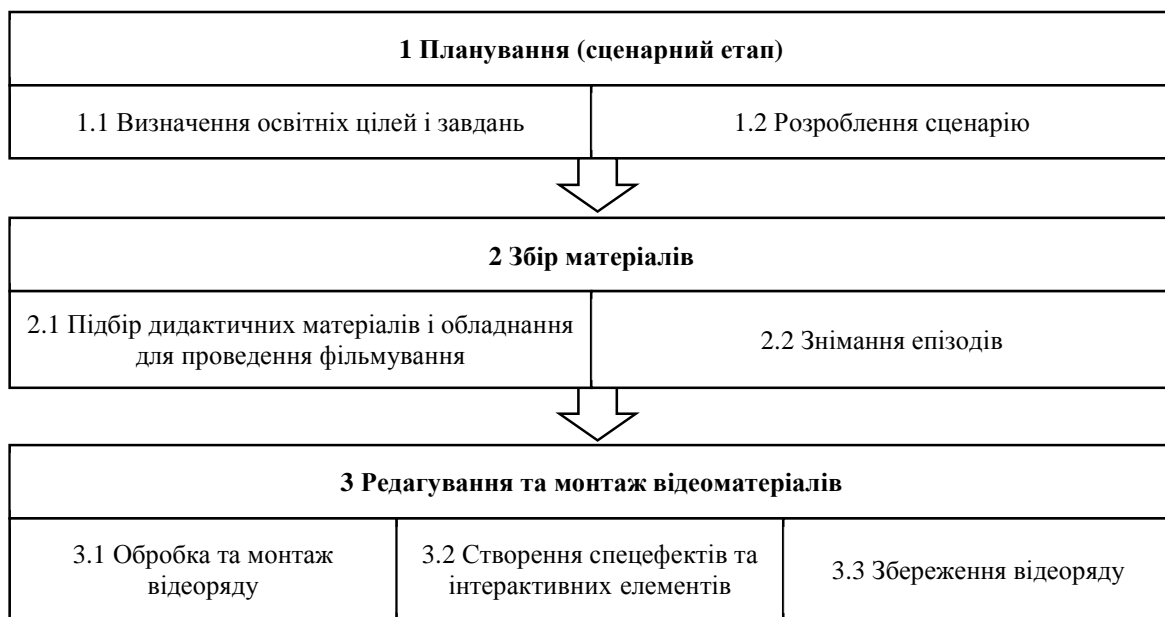 1 Планування (сценарний етап)
1.1 Визначення освітніх цілей і завдань
1.2 Розроблення сценарію
2 Збір матеріалів
2.1 Підбір дидактичних матеріалів і обладнання
для проведення фільмування
2.2 Знімання епізодів
3 Редагування та монтаж відеоматеріалів
3.1 Обробка та монтаж
відеоряду
3.2 Створення спецефектів та
інтерактивних елементів
3.3 Збереження відеоряду